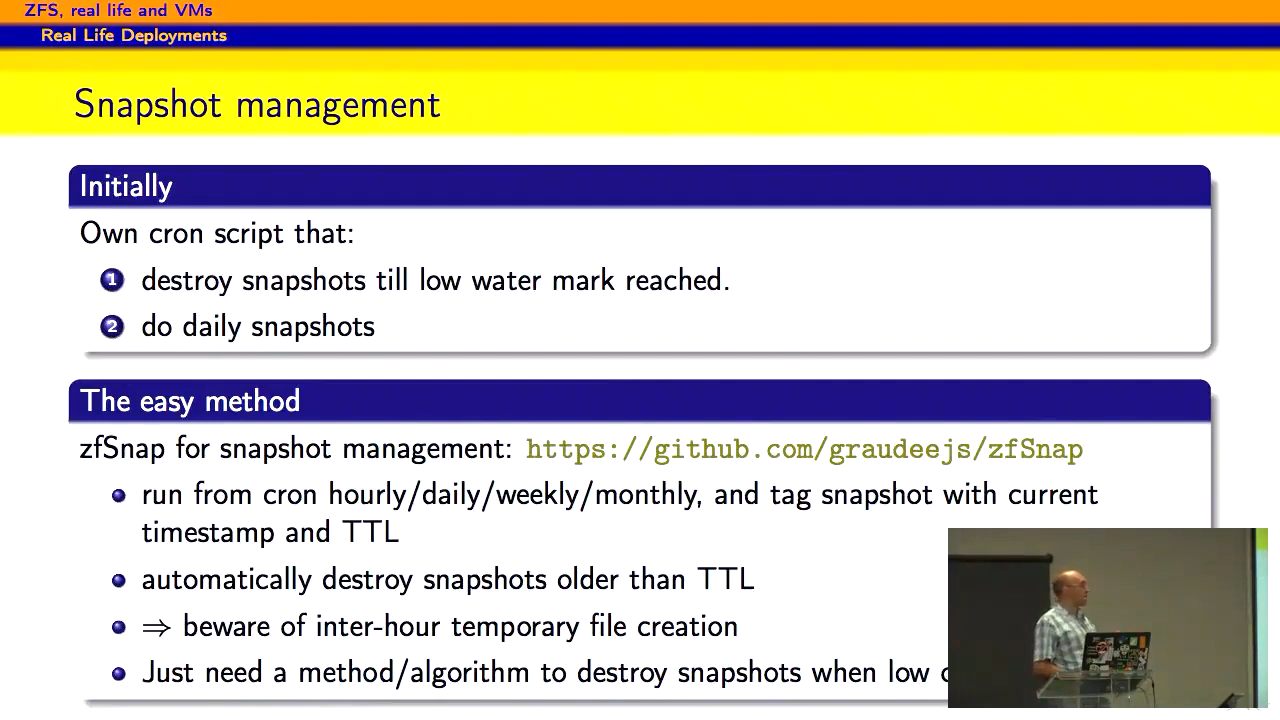 ZFS, real life and VMs
Real Life Deployments
Snapshot management
Initially
Own cron script that:
1 destroy snapshots till low water mark reached.
2 do daily snapshots
The easy method
zfSnap for snapshot management: https://github.com/graudeejs/zfSnap
run from cron hourly/daily/weekly/monthly, and tag snapshot with current
timestamp and TTL
automatically destroy snapshots older than TTL
⇒ beware of inter-hour temporary file creation
Just need a method/algorithm to destroy snapshots when low